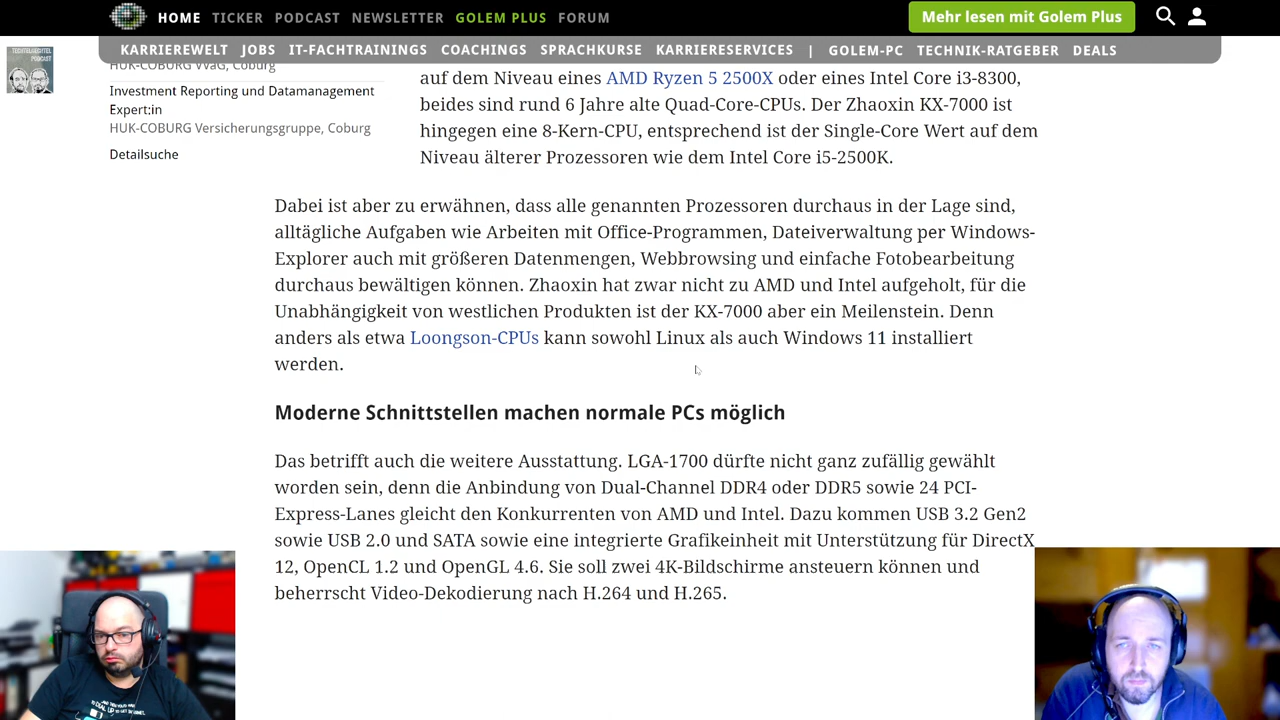 HOME TICKER PODCAST NEWSLETTER GOLEM PLUS FORUM
Mehr lesen mit Golem Plus
KARRIEREWELT JOBS IT-FACHTRAININGS COACHINGS SPRACHKURSE KARRIERESERVICES | GOLEM-PC TECHNIK-RATGEBER DEALS
TECHTELMECHTEL
PODCAST
HUK-COBURG VVaG, Coburg
Investment Reporting und Datamanagement
Expert:in
HUK-COBURG Versicherungsgruppe, Coburg
Detailsuche
auf dem Niveau eines AMD Ryzen 5 2500X oder eines Intel Core i3-8300,
beides sind rund 6 Jahre alte Quad-Core-CPUs. Der Zhaoxin KX-7000 ist
hingegen eine 8-Kern-CPU, entsprechend ist der Single-Core Wert auf dem
Niveau älterer Prozessoren wie dem Intel Core i5-2500K.
Dabei ist aber zu erwähnen, dass alle genannten Prozessoren durchaus in der Lage sind,
alltägliche Aufgaben wie Arbeiten mit Office-Programmen, Dateiverwaltung per Windows-
Explorer auch mit größeren Datenmengen, Webbrowsing und einfache Fotobearbeitung
durchaus bewältigen können. Zhaoxin hat zwar nicht zu AMD und Intel aufgeholt, für die
Unabhängigkeit von westlichen Produkten ist der KX-7000 aber ein Meilenstein. Denn
anders als etwa Loongson-CPUs kann sowohl Linux als auch Windows 11 installiert
werden.
Moderne Schnittstellen machen normale PCs möglich
Das betrifft auch die weitere Ausstattung. LGA-1700 dürfte nicht ganz zufällig gewählt
worden sein, denn die Anbindung von Dual-Channel DDR4 oder DDR5 sowie 24 PCI-
Express-Lanes gleicht den Konkurrenten von AMD und Intel. Dazu kommen USB 3.2 Gen2
sowie USB 2.0 und SATA sowie eine integrierte Grafikeinheit mit Unterstützung für DirectX
12, OpenCL 1.2 und OpenGL 4.6. Sie soll zwei 4K-Bildschirme ansteuern können und
beherrscht Video-Dekodierung nach H.264 und H.265.